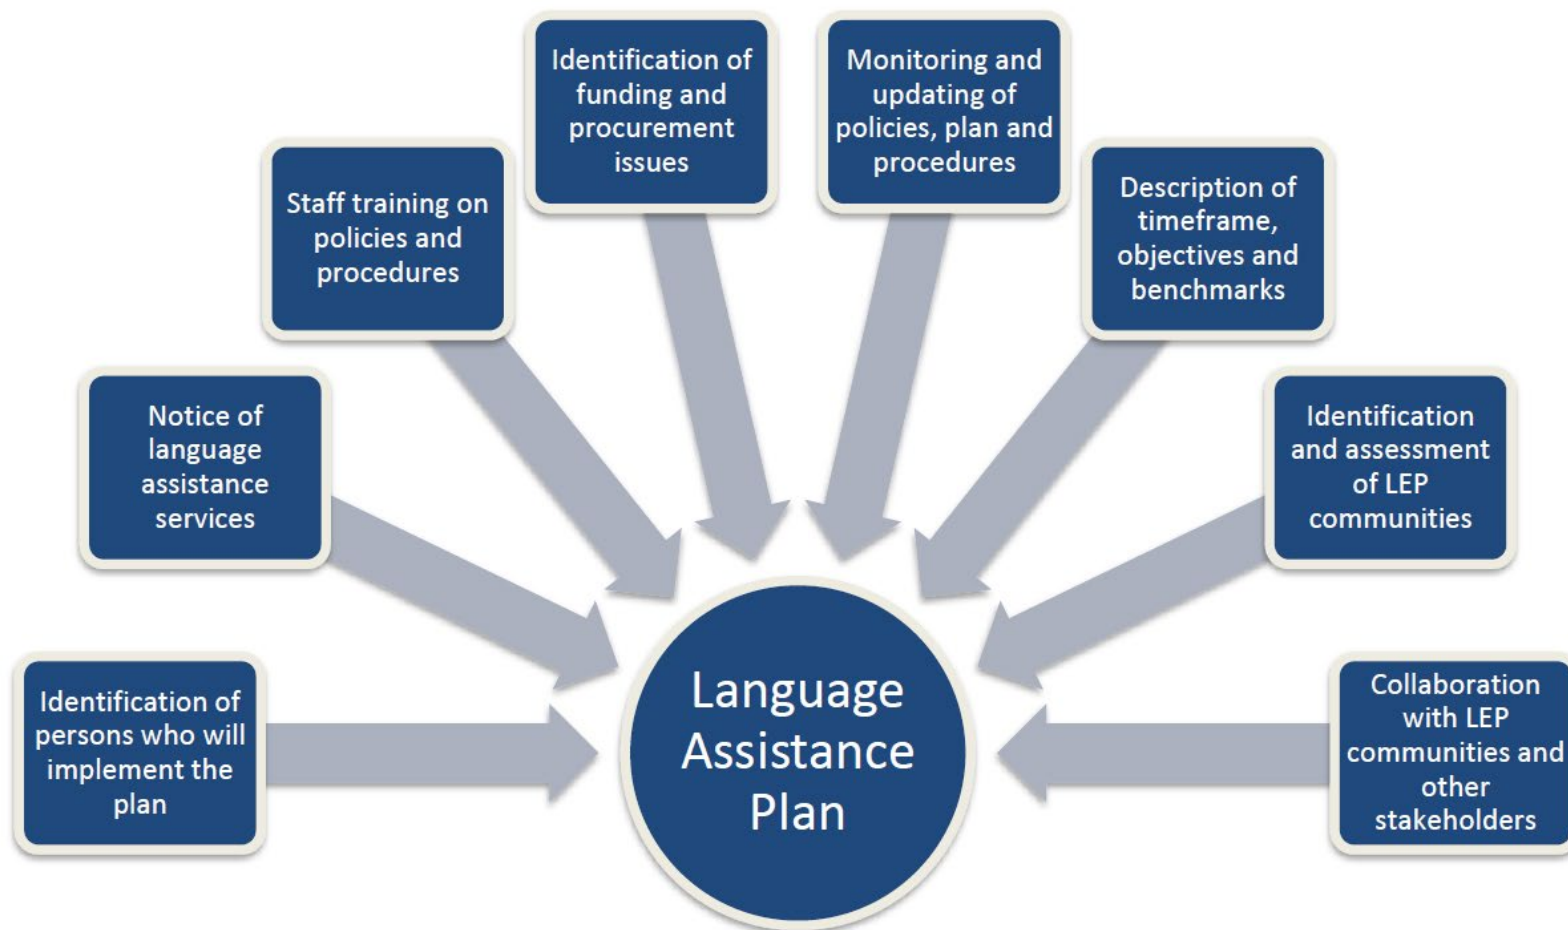 Identification of
funding and
procurement
issues
Monitoring and
updating of
policies, plan and
procedures
Staff training on
policies and
procedures
Description of
timeframe,
objectives and
benchmarks
Notice of
language
assistance
services
Identification
and assessment
of LEP
communities
Identification of
persons who will
implement the
plan
Language
Assistance
Plan
Collaboration
with LEP
communities and
other
stakeholders